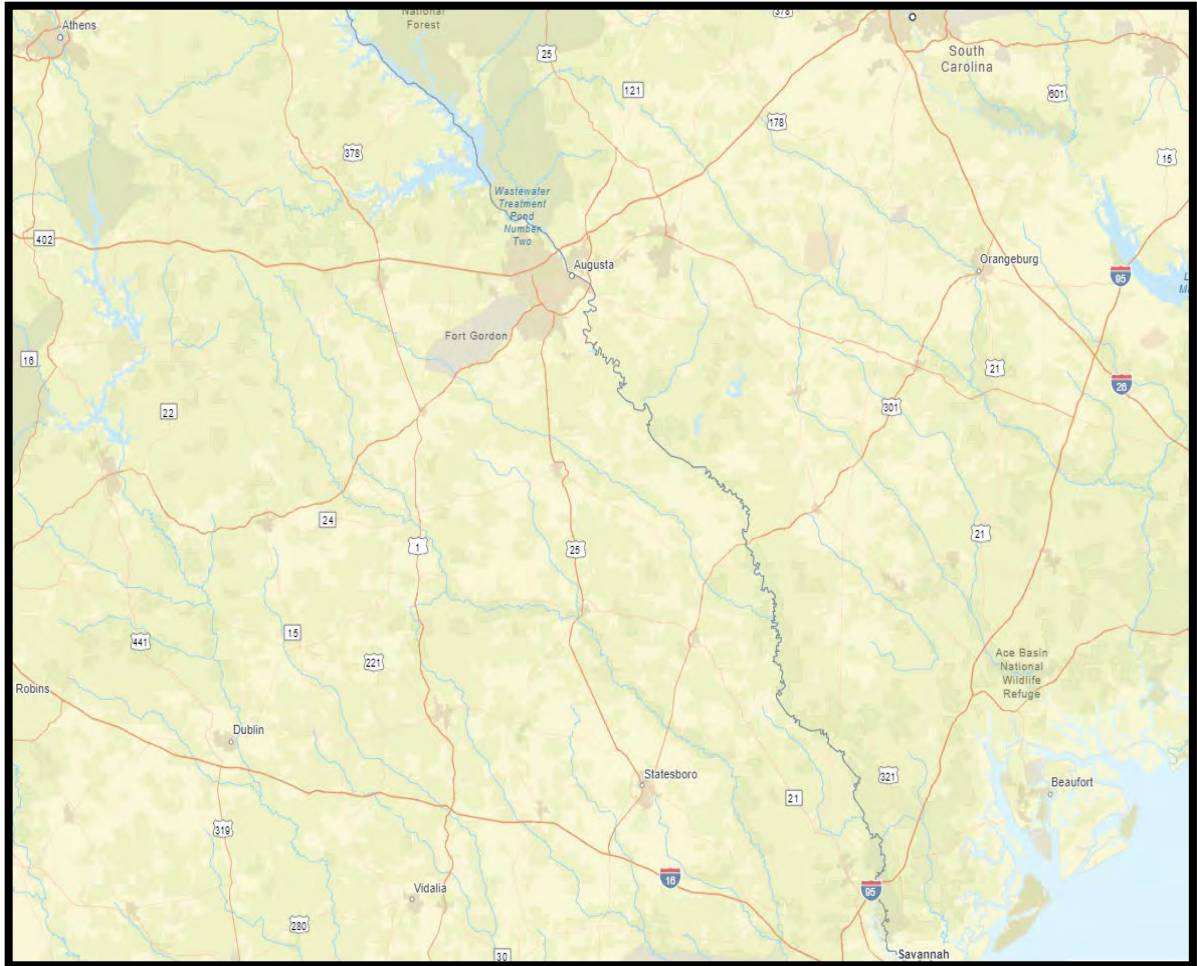 National
Forest
378
Athens
25
South
Carolina
121
601
178
378
15
Wastewater
Treatment
Pond
Number
Two
402
Augusta
Orangeburg
95
Fort Gordon
16
21
26
22
301
24
1
25
21
15
441
221
Ace Basin
National
Wildlife
Refuge
Robins
Dublin
Statesboro
321
Beaufort
21
319
16
95
Vidalia
280
30
Savannah